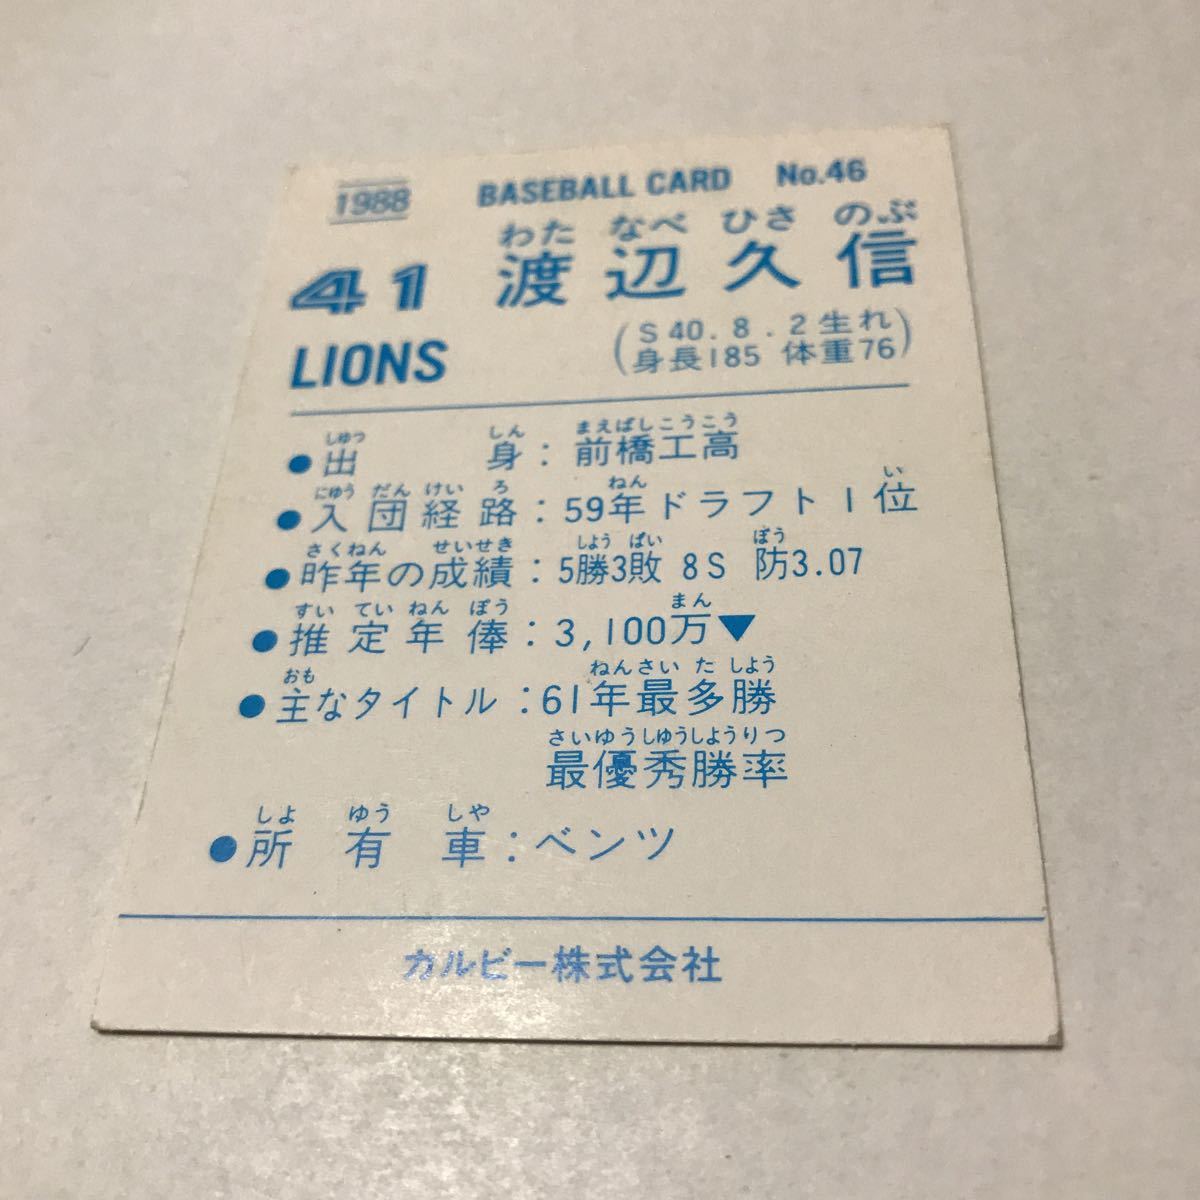 1988 BASEBALL CARD No.46
わた なべ ひさ のぶ
41 渡辺久信
LIONS
(S40.8.2生れ
身長185 体重76)
しゅつ しん まえばしこうこう
●出身:前橋工高
にゅう だん けい ろ ねん い
●入団経路:59年ドラフト1位
さくねん せいせき しょう ぱい ぼう
●昨年の成績:5勝3敗 8S 防3.07
すい てい ねん ぽう まん
●推定年俸:3,100万▼
おも ねんさい た しよう
●主なタイトル:61年最多勝
さいゆうしゆうしようりつ
最優秀勝率
しよ ゆう しや
●所有車:ベンツ
カルビー株式会社